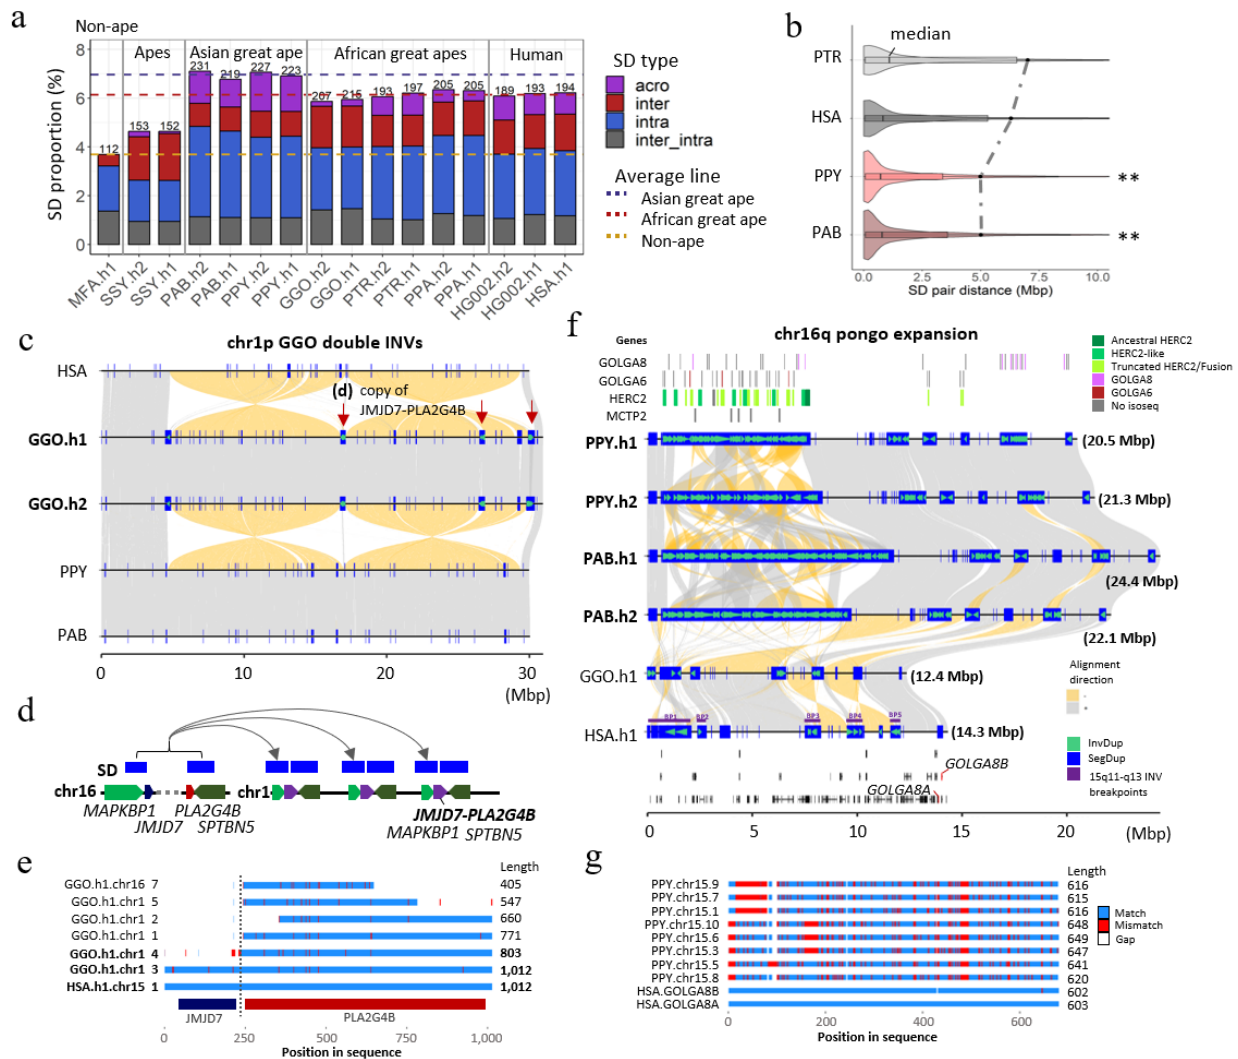 a
Non-ape
Apes
Asian great ape
African great apes
Human
SD proportion (%)
8
6
4
2
0
112
153
152
231
219
227
223
207
215
193
197
205
205
189
193
194
MFA.h1
SSY.h2
SSY.h1
PAB.h2
PAB.h1
PPY.h2
PPY.h1
GGO.h2
GGO.h1
PTR.h2
PTR.h1
PPA.h2
PPA.h1
HG002.h2
HG002.h1
HSA.h1
SD type
acro
inter
intra
inter_intra
Average line
Asian great ape
African great ape
Non-ape
b
median
PTR
HSA
PPY
**
PAB
**
0.0
2.5
5.0
7.5
10.0
SD pair distance (Mbp)
c
chr1p GGO double INVs
HSA
(d) copy of
JMJD7-PLA2G4B
GGO.h1
GGO.h2
PPY
PAB
0
10
20
30
(Mbp)
d
SD
chr16
chr1
MAPKBP1
PLA2G4B
JMJD7
SPTBN5
JMJD7-PLA2G4B
MAPKBP1 SPTBN5
e
Length
GGO.h1.chr16 7
405
GGO.h1.chr1 5
547
GGO.h1.chr1 2
660
GGO.h1.chr1 1
771
GGO.h1.chr1 4
803
GGO.h1.chr1 3
1,012
HSA.h1.chr15 1
1,012
JMJD7
PLA2G4B
0
250
500
750
1,000
Position in sequence
f
chr16q pongo expansion
Genes
GOLGA8
GOLGA6
HERC2
MCTP2
Ancestral HERC2
HERC2-like
Truncated HERC2/Fusion
GOLGA8
GOLGA6
No isoseq
PPY.h1
(20.5 Mbp)
PPY.h2
(21.3 Mbp)
PAB.h1
(24.4 Mbp)
PAB.h2
(22.1 Mbp)
GGO.h1
(12.4 Mbp)
Alignment
direction
-
+
BP1
BP2
BP3
BP4
BP5
HSA.h1
(14.3 Mbp)
InvDup
SegDup
15q11-q13 INV
breakpoints
GOLGA8B
GOLGA8A
0
5
10
15
20
(Mbp)
g
Length
PPY.chr15.9
616
PPY.chr15.7
615
PPY.chr15.1
616
PPY.chr15.10
648
PPY.chr15.6
649
PPY.chr15.3
647
PPY.chr15.5
641
PPY.chr15.8
620
HSA.GOLGA8B
602
HSA.GOLGA8A
603
Match
Mismatch
Gap
0
200
400
600
Position in sequence